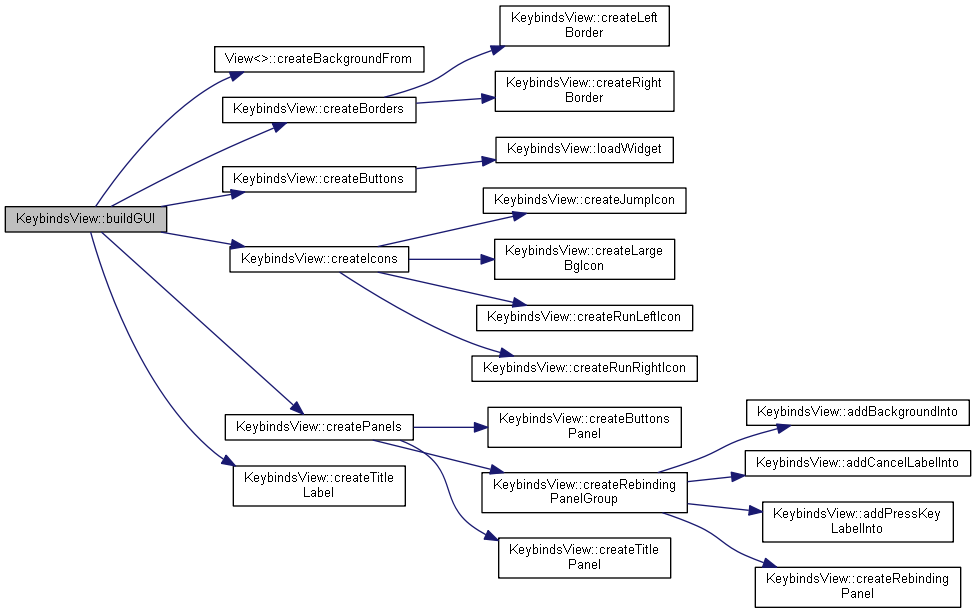 KeybindsView::buildGUI
View<>::createBackgroundFrom
KeybindsView::createBorders
KeybindsView::createLeft
Border
KeybindsView::createRight
Border
KeybindsView::createButtons
KeybindsView::loadWidget
KeybindsView::createIcons
KeybindsView::createJumpIcon
KeybindsView::createLarge
BgIcon
KeybindsView::createRunLeftIcon
KeybindsView::createRunRightIcon
KeybindsView::createPanels
KeybindsView::createButtons
Panel
KeybindsView::createRebinding
PanelGroup
KeybindsView::addBackgroundInto
KeybindsView::addCancelLabelInto
KeybindsView::addPressKey
LabelInto
KeybindsView::createRebinding
Panel
KeybindsView::createTitle
Panel
KeybindsView::createTitle
Label